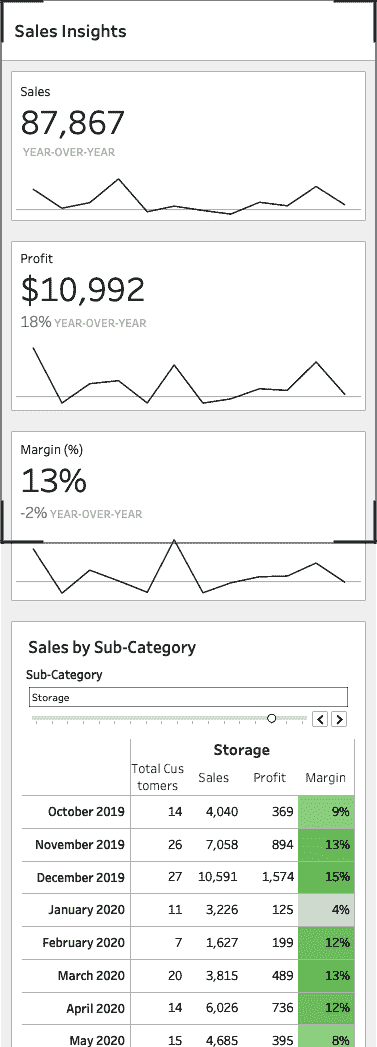 Sales Insights
Sales
87,867
YEAR-OVER-YEAR
Profit
$10,992
18% YEAR-OVER-YEAR
Margin (%)
13%
-2% YEAR-OVER-YEAR
Sales by Sub-Category
Sub-Category
Storage
Storage
Total Cus
tomers Sales Profit Margin
October 2019 14 4,040 369 9%
November 2019 26 7,058 894 13%
December 2019 27 10,591 1,574 15%
January 2020 11 3,226 125 4%
February 2020 7 1,627 199 12%
March 2020 20 3,815 489 13%
April 2020 14 6,026 736 12%
May 2020 15 4,685 395 8%